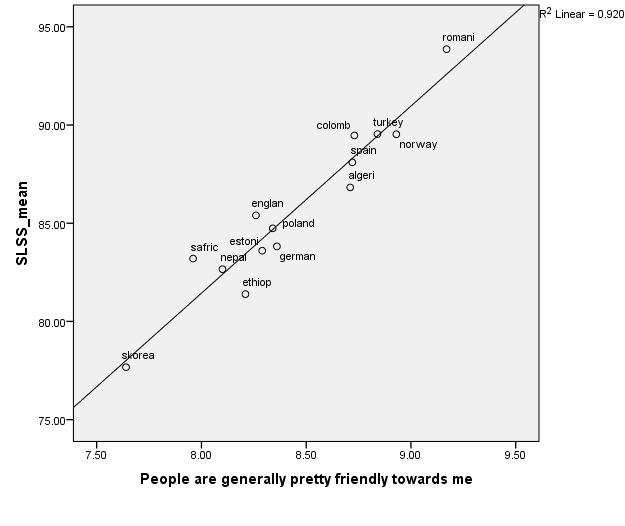 R² Linear = 0.920
95.00
romani
90.00
colomb
turkey
norway
spain
algeri
SLSS_mean
85.00
englan
poland
estoni
safric
nepal
german
ethiop
80.00
skorea
75.00
7.50 8.00 8.50 9.00 9.50
People are generally pretty friendly towards me